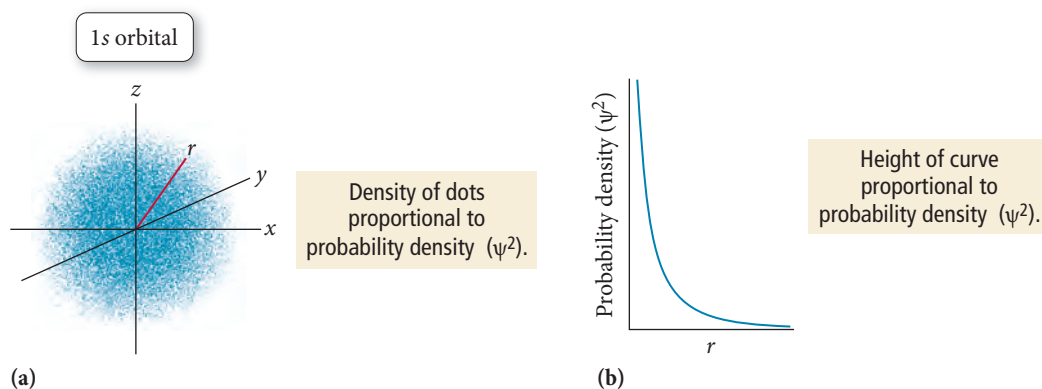 1s orbital
z
r
y
x
Density of dots
proportional to
probability density (ψ²).
(a)
Probability density (ψ²)
r
Height of curve
proportional to
probability density (ψ²).
(b)